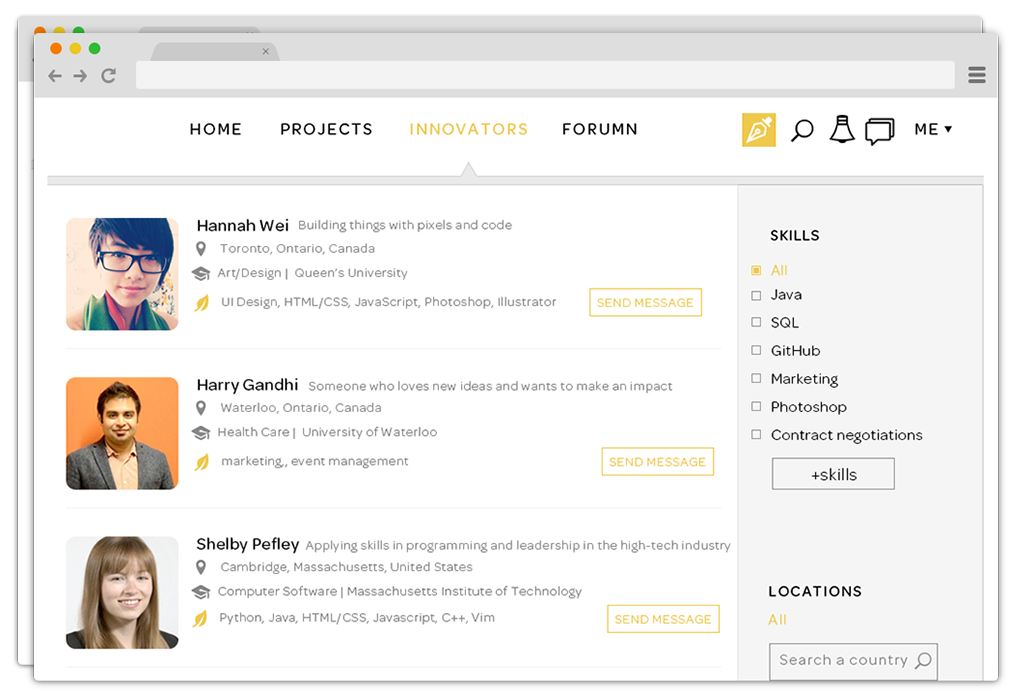 HOME PROJECTS INNOVATORS FORUMN ME
Hannah Wei Building things with pixels and code
Toronto, Ontario, Canada
Art/Design | Queen's University
UI Design, HTML/CSS, JavaScript, Photoshop, Illustrator
SEND MESSAGE
Harry Gandhi Someone who loves new ideas and wants to make an impact
Waterloo, Ontario, Canada
Health Care | University of Waterloo
marketing,, event management
SEND MESSAGE
Shelby Pefley Applying skills in programming and leadership in the high-tech industry
Cambridge, Massachusetts, United States
Computer Software | Massachusetts Institute of Technology
Python, Java, HTML/CSS, Javascript, C++, Vim
SEND MESSAGE
SKILLS
All
Java
SQL
GitHub
Marketing
Photoshop
Contract negotiations
+skills
LOCATIONS
All
Search a country